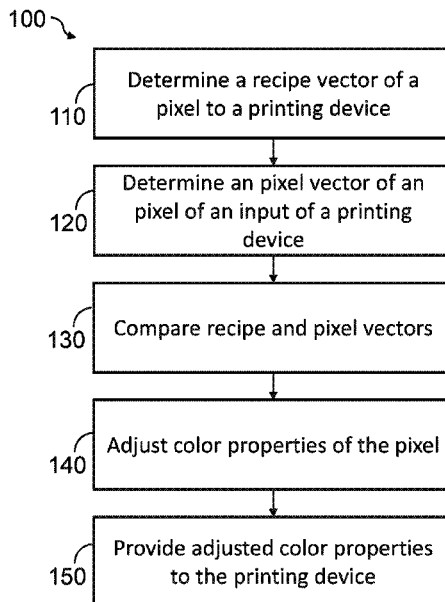 100
Determine a recipe vector of a
pixel to a printing device
110
Determine an pixel vector of an
pixel of an input of a printing
device
120
Compare recipe and pixel vectors
130
Adjust color properties of the pixel
140
Provide adjusted color properties
to the printing device
150